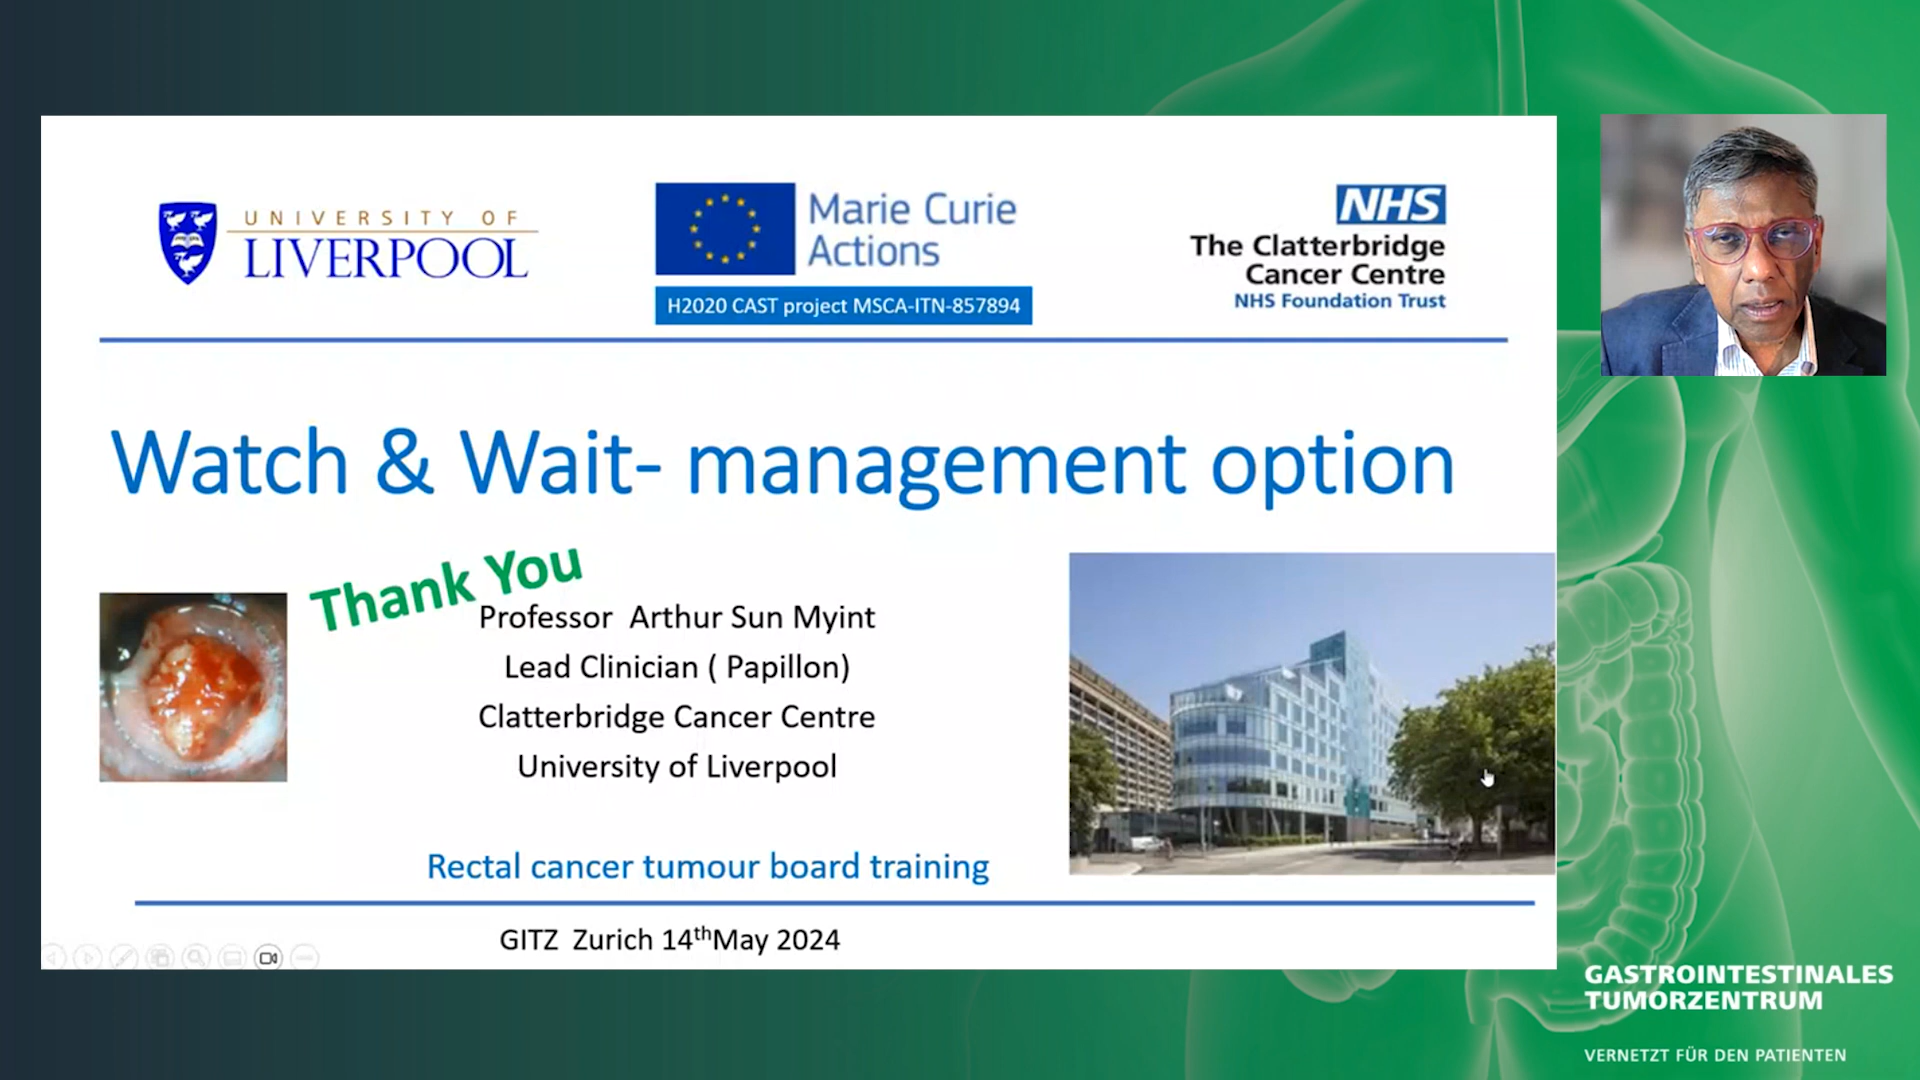 UNIVERSITY OF
LIVERPOOL
Marie Curie
Actions
H2020 CAST project MSCA-ITN-857894
NHS
The Clatterbridge
Cancer Centre
NHS Foundation Trust
Watch & Wait- management option
Thank You
Professor Arthur Sun Myint
Lead Clinician ( Papillon)
Clatterbridge Cancer Centre
University of Liverpool
Rectal cancer tumour board training
GITZ Zurich 14thMay 2024
GASTROINTESTINALES
TUMORZENTRUM
VERNETZT FÜR DEN PATIENTEN